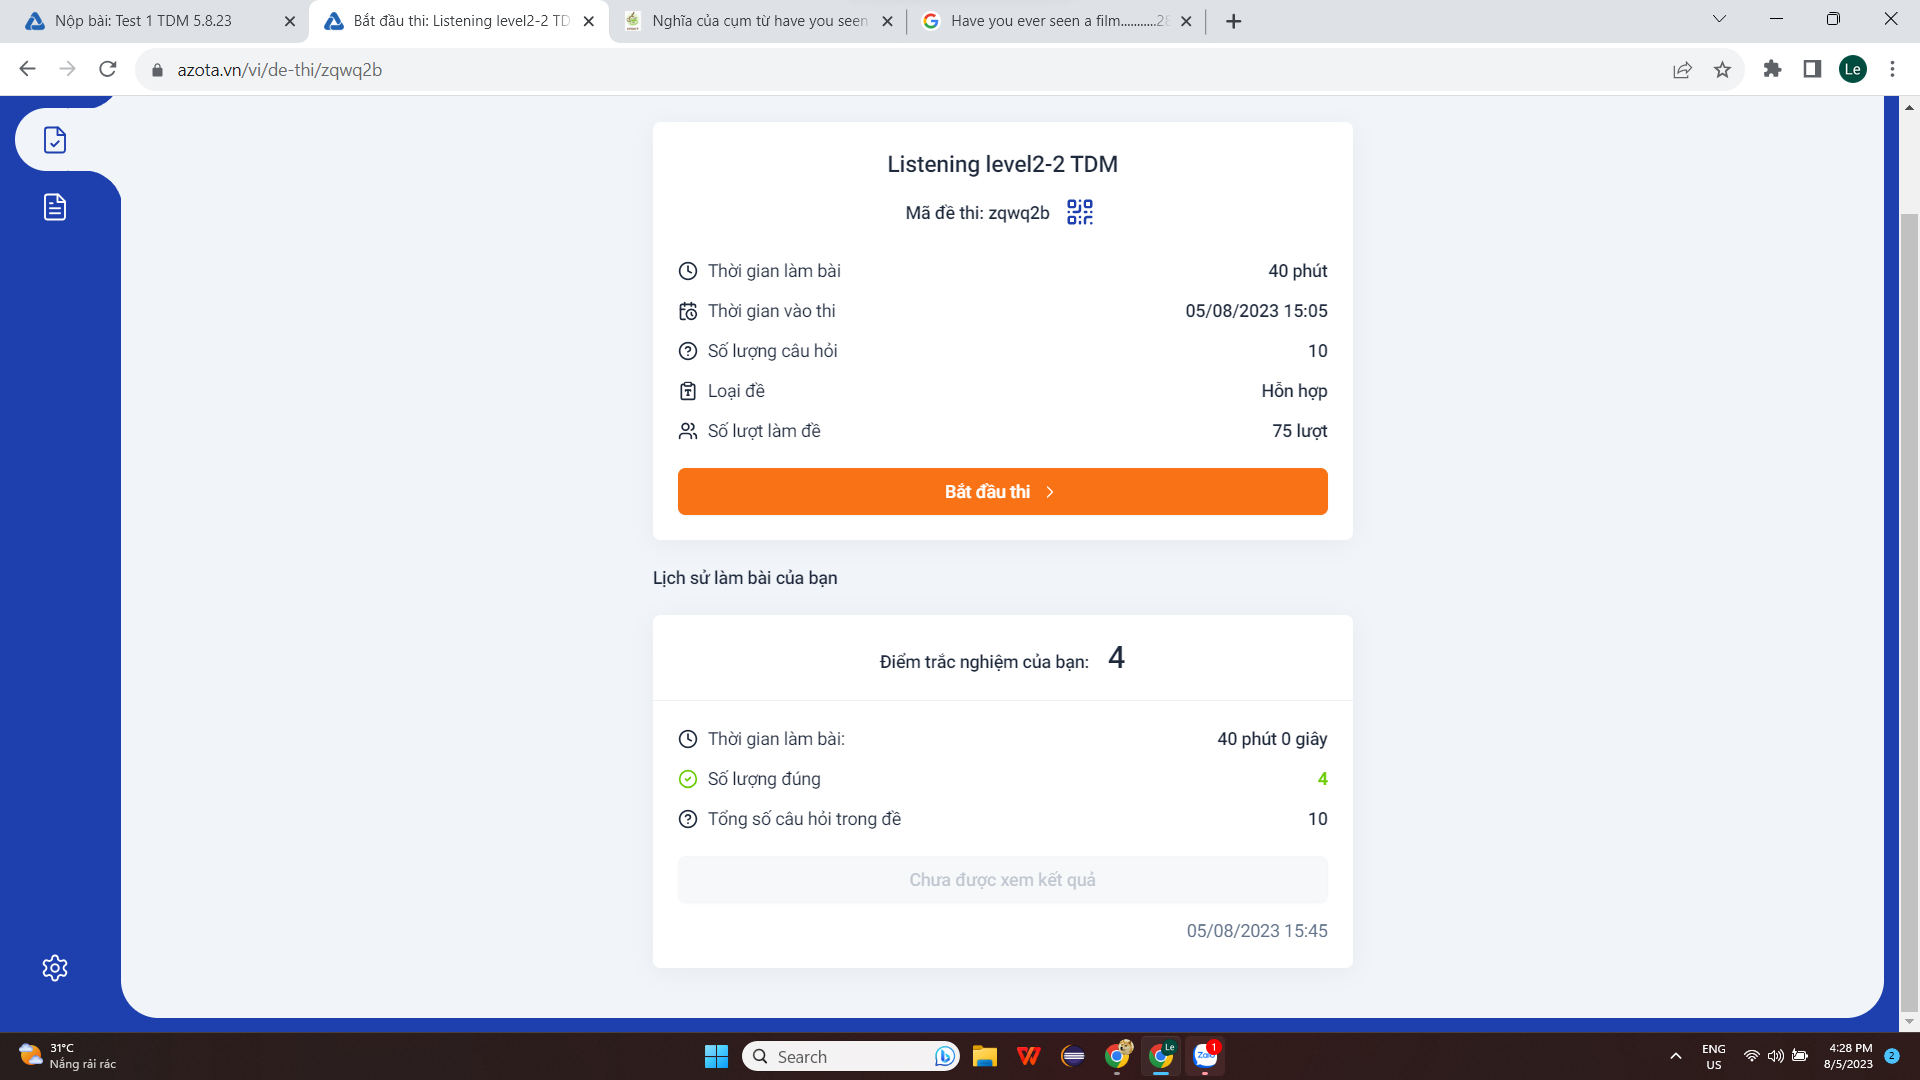 Nộp bài: Test 1 TDM 5.8.23
Bắt đầu thi: Listening level2-2 TD
Nghĩa của cụm từ have you seen
Have you ever seen a film...........28
azota.vn/vi/de-thi/zqwq2b
Le
Listening level2-2 TDM
Mã đề thi: zqwq2b
Thời gian làm bài 40 phút
Thời gian vào thi 05/08/2023 15:05
Số lượng câu hỏi 10
Loại đề Hỗn hợp
Số lượt làm đề 75 lượt
Bắt đầu thi
Lịch sử làm bài của bạn
Điểm trắc nghiệm của bạn: 4
Thời gian làm bài: 40 phút 0 giây
Số lượng đúng 4
Tổng số câu hỏi trong đề 10
Chưa được xem kết quả
05/08/2023 15:45
31°C
Nắng rải rác
Search
Le
Zalo
1
ENG
US
4:28 PM
8/5/2023
2